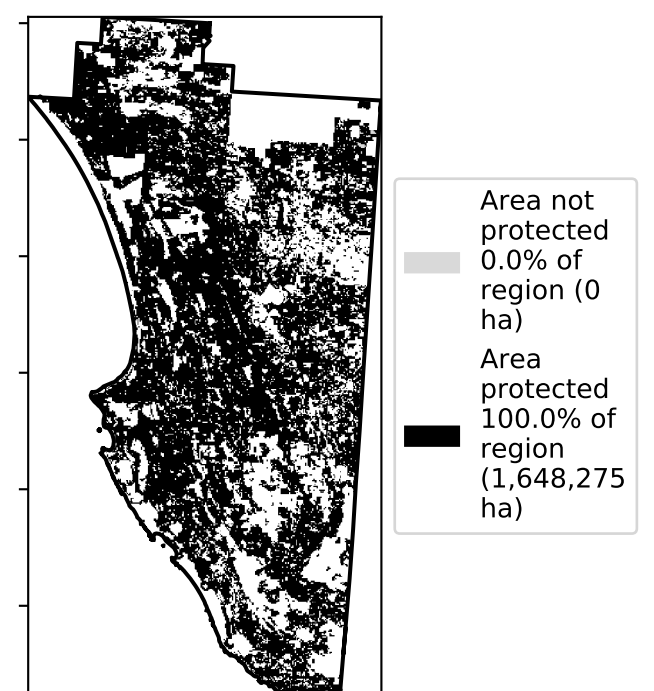 Area not
protected
0.0% of
region (0
ha)
Area
protected
100.0% of
region
(1,648,275
ha)